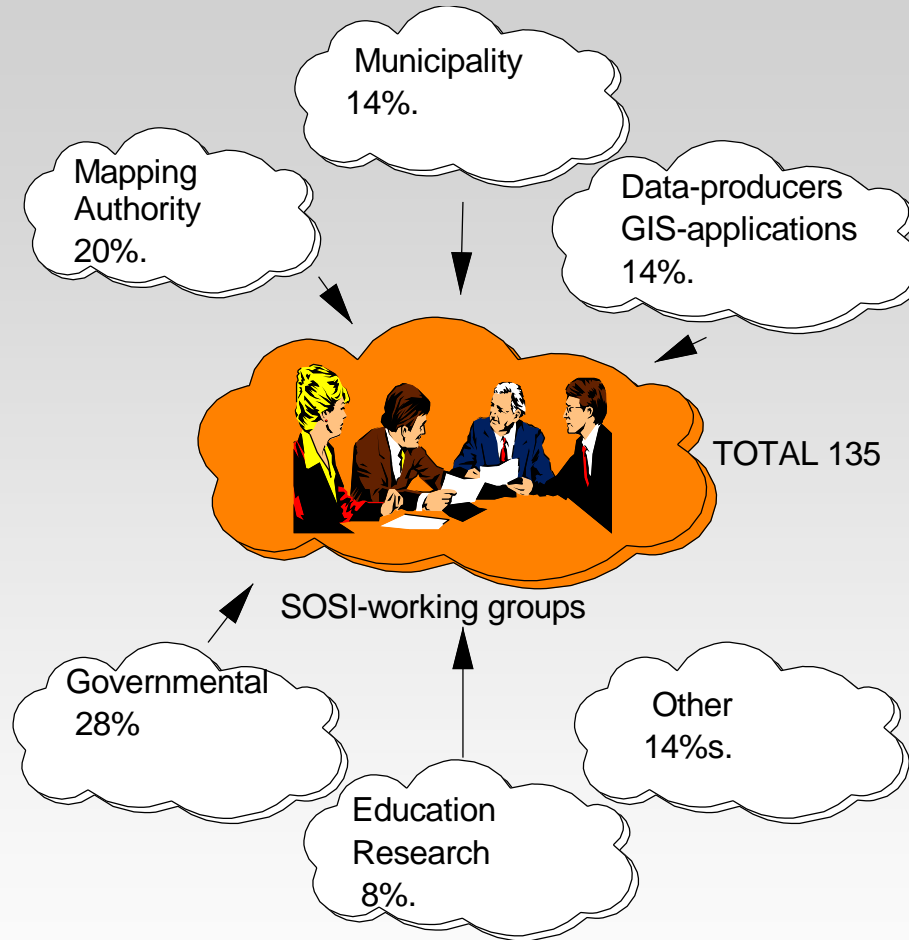 Municipality
14%.
Mapping
Authority
20%.
Data-producers
GIS-applications
14%.
TOTAL 135
SOSI-working groups
Governmental
28%
Other
14%s.
Education
Research
8%.